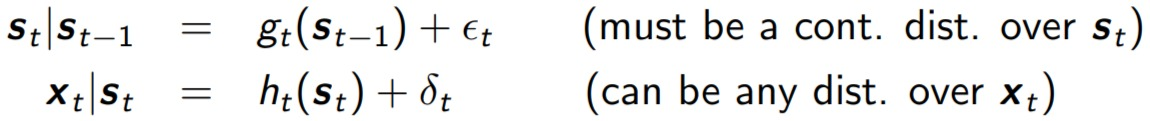 s_t|s_{t−1} = g_t(s_{t−1}) + ϵ_t (must be a cont. dist. over s_t)
x_t|s_t = h_t(s_t) + δ_t (can be any dist. over x_t)